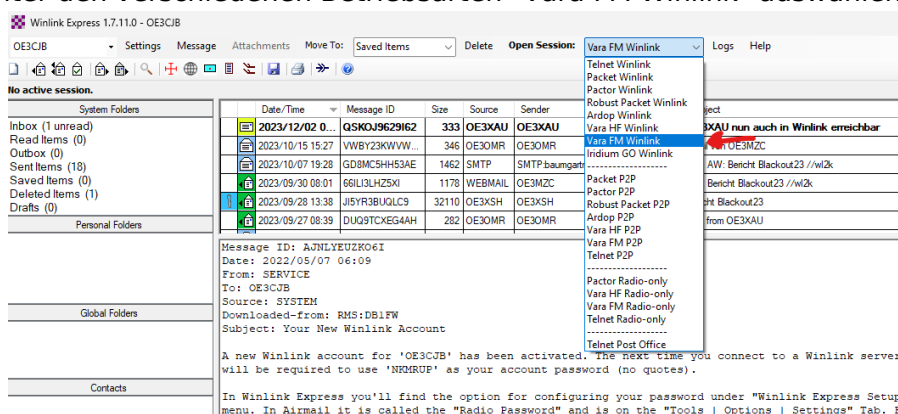 den verschiedenen Betriebsarten "Vara FM Winlink" auswählen
Winlink Express 1.7.11.0 - OE3CJB
OE3CJB Settings Message Attachments Move To: Saved Items Delete Open Session: Vara FM Winlink Logs Help
No active session.
System Folders
Inbox (1 unread)
Read Items (0)
Outbox (0)
Sent Items (18)
Saved Items (0)
Deleted Items (1)
Drafts (0)
Personal Folders
Global Folders
Contacts
Date/Time Message ID Size Source Sender
2023/12/02 0... QSKOJ9629I62 333 OE3XAU OE3XAU nun auch in Winlink erreichbar
2023/10/15 15:27 VWBY23KWVW... 346 OE3OMR OE3OMR OE3MZC
2023/10/07 19:28 GD8MC5HH53AE 1462 SMTP SMTP:baumgart AW: Bericht Blackout23 //wl2k
2023/09/30 08:01 66ILI3LHZ5XI 1178 WEBMAIL OE3MZC Bericht Blackout23 //wl2k
2023/09/28 13:38 JI5YR3BUQLC9 32110 OE3XSH OE3XSH Blackout23
2023/09/27 08:39 DUQ9TCXEG4AH 282 OE3OMR OE3OMR from OE3XAU
Telnet Winlink
Packet Winlink
Pactor Winlink
Robust Packet Winlink
Ardop Winlink
Vara HF Winlink
Vara FM Winlink
Iridium GO Winlink
-------------------
Packet P2P
Pactor P2P
Robust Packet P2P
Ardop P2P
Vara HF P2P
Vara FM P2P
Telnet P2P
-------------------
Pactor Radio-only
Vara HF Radio-only
Vara FM Radio-only
Telnet Radio-only
-------------------
Telnet Post Office
Message ID: AJNLYEUZKO6I
Date: 2022/05/07 06:09
From: SERVICE
To: OE3CJB
Source: SYSTEM
Downloaded-from: RMS:DB1FW
Subject: Your New Winlink Account
A new Winlink account for 'OE3CJB' has been activated. The next time you connect to a Winlink server
will be required to use 'NKMRUP' as your account password (no quotes).
In Winlink Express you'll find the option for configuring your password under "Winlink Express Setup
menu. In Airmail it is called the "Radio Password" and is on the "Tools | Options | Settings" Tab.